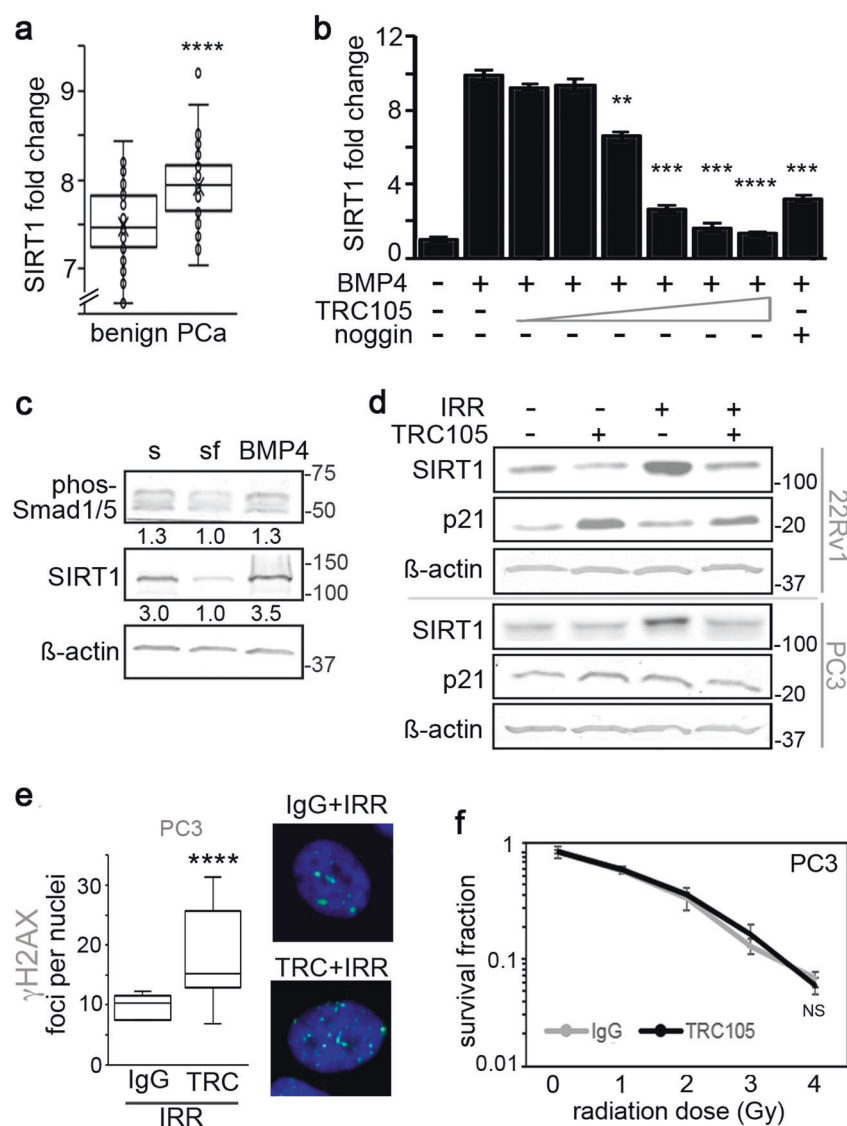 a
****
SIRT1 fold change
9
8
7
benign PCa
b
SIRT1 fold change
12
8
4
0
**
***
***
****
***
BMP4 - + + + + + + + +
TRC105 - - -
noggin - - - - - - - - +
c
s sf BMP4
phos-
Smad1/5
-75
-50
1.3 1.0 1.3
SIRT1
-150
-100
3.0 1.0 3.5
ß-actin
-37
d
IRR - - + +
TRC105 - + - +
SIRT1 -100
p21 -20
ß-actin -37
22Rv1
SIRT1 -100
p21 -20
ß-actin -37
PC3
e
PC3
****
γH2AX
foci per nuclei
30
20
10
0
IgG TRC
IRR
IgG+IRR
TRC+IRR
f
PC3
survival fraction
1
0.1
0.01
NS
IgG TRC105
0 1 2 3 4
radiation dose (Gy)